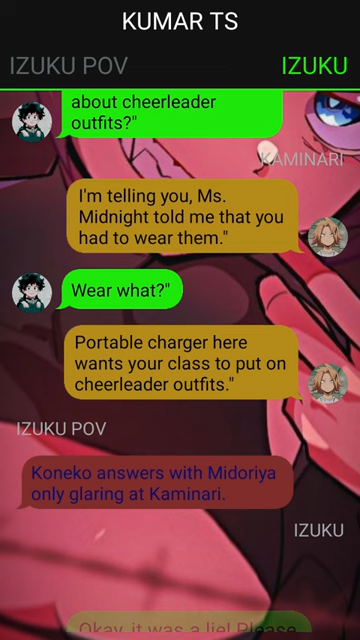 KUMAR TS
IZUKU POV
IZUKU
about cheerleader
outfits?"
KAMINARI
I'm telling you, Ms.
Midnight told me that you
had to wear them."
Wear what?"
Portable charger here
wants your class to put on
cheerleader outfits."
IZUKU POV
Koneko answers with Midoriya
only glaring at Kaminari.
IZUKU
Okay, it was a lie! Please